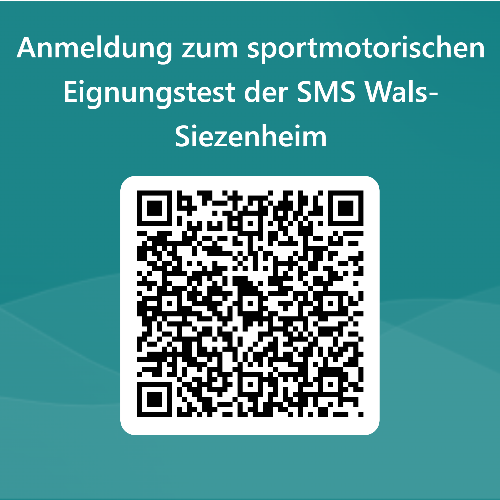 Anmeldung zum sportmotorischen
Eignungstest der SMS Wals-
Siezenheim